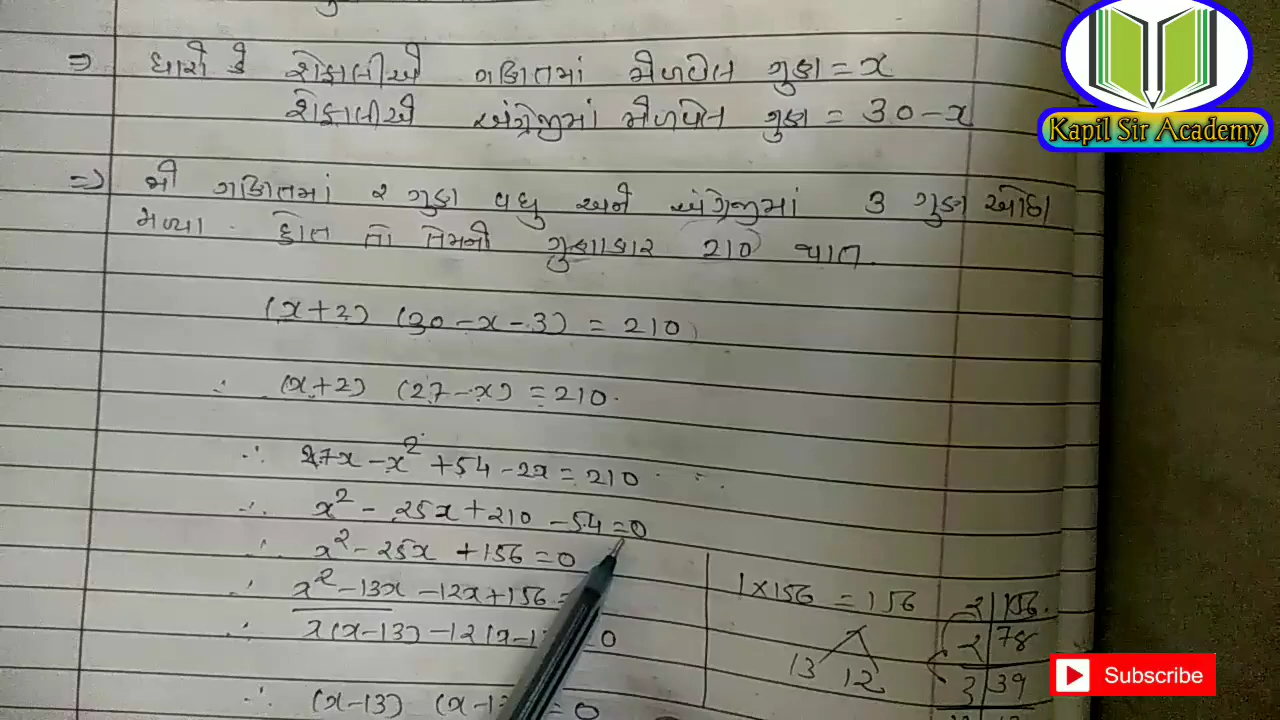 ⇒ ધારો કે શેફાલીએ ગણિતમાં મેળવેલ ગુણ = x
શેફાલીએ અંગ્રેજીમાં મેળવેલ ગુણ = 30 - x
Kapil Sir Academy
⇒ જો ગણિતમાં ૨ ગુણ વધુ અને અંગ્રેજીમાં 3 ગુણ ઓછા
મળ્યા હોત તો તેમનો ગુણાકાર 210 થાત.
(x+2) (30 - x - 3) = 210
∴ (x+2) (27 - x) = 210.
∴ 27x - x² + 54 - 2x = 210
∴ x² - 25x + 210 - 54 = 0
∴ x² - 25x + 156 = 0
∴ x² - 13x - 12x + 156 =
∴ x(x-13) - 12(x-1 0
∴ (x-13) (x-1 = 0
1 x 156 = 156
13 12
2 | 156.
2 | 78
3 | 39
Subscribe